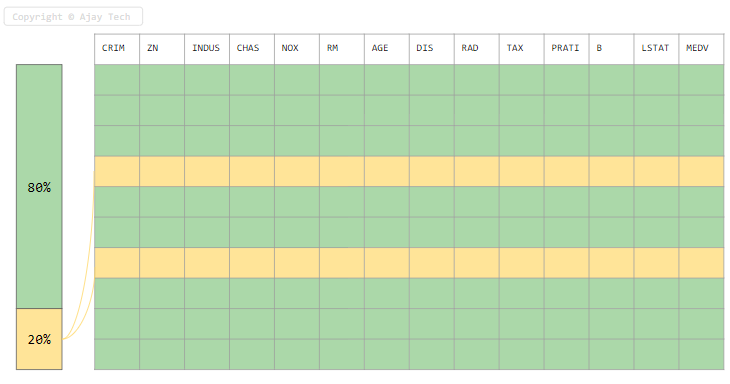 Copyright © Ajay Tech
CRIM ZN INDUS CHAS NOX RM AGE DIS RAD TAX PRATI B LSTAT MEDV
80%
20%